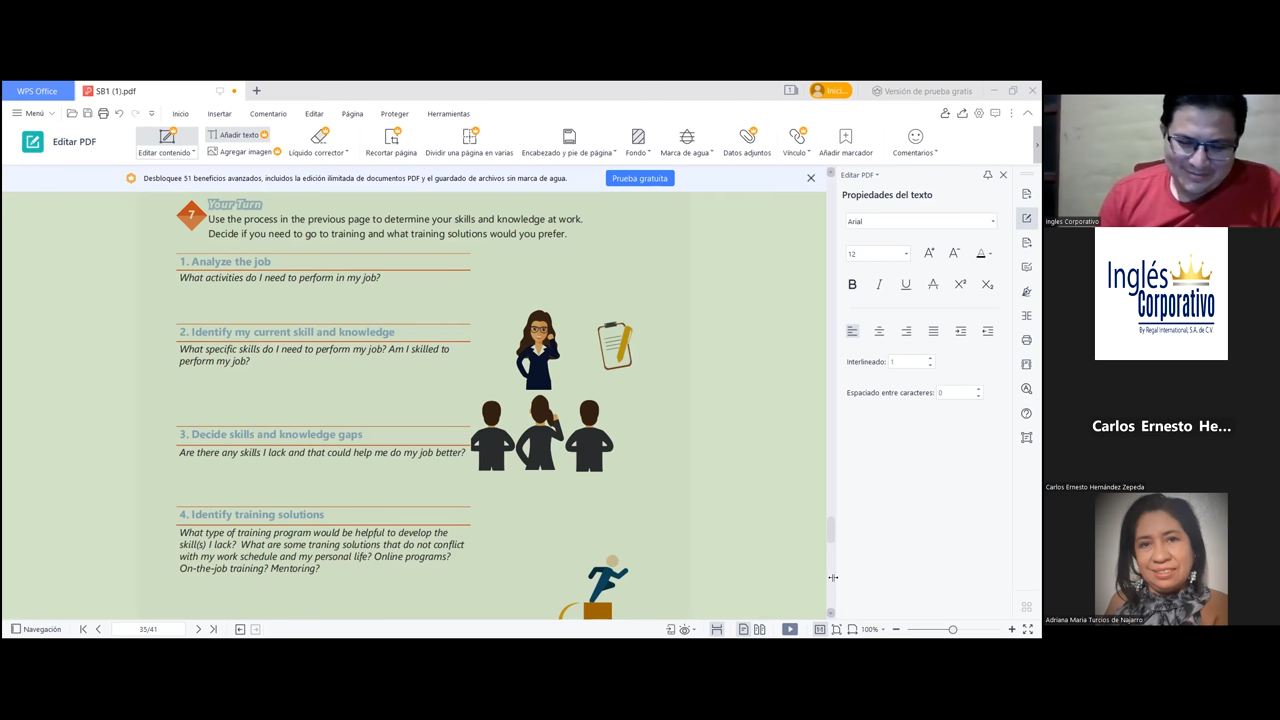 WPS Office
SB1 (1).pdf
Inici...
Versión de prueba gratis
Menú
Inicio
Insertar
Comentario
Editar
Página
Proteger
Herramientas
Editar PDF
Editar contenido
Añadir texto
Agregar imagen
Líquido corrector
Recortar página
Dividir una página en varias
Encabezado y pie de página
Fondo
Marca de agua
Datos adjuntos
Vínculo
Añadir marcador
Comentarios
Desbloquee 51 beneficios avanzados, incluidos la edición ilimitada de documentos PDF y el guardado de archivos sin marca de agua.
Prueba gratuita
7
Your Turn
Use the process in the previous page to determine your skills and knowledge at work.
Decide if you need to go to training and what training solutions would you prefer.
1. Analyze the job
What activities do I need to perform in my job?
2. Identify my current skill and knowledge
What specific skills do I need to perform my job? Am I skilled to
perform my job?
3. Decide skills and knowledge gaps
Are there any skills I lack and that could help me do my job better?
4. Identify training solutions
What type of training program would be helpful to develop the
skill(s) I lack? What are some traning solutions that do not conflict
with my work schedule and my personal life? Online programs?
On-the-job training? Mentoring?
Editar PDF
Propiedades del texto
Arial
12
Interlineado:
1
Espaciado entre caracteres:
0
Navegación
35/41
100%
Ingles Corporativo
Inglés
Corporativo
By Regal International, S.A. de C.V.
Carlos Ernesto He...
Carlos Ernesto Hernández Zepeda
Adriana Maria Turcios de Najarro